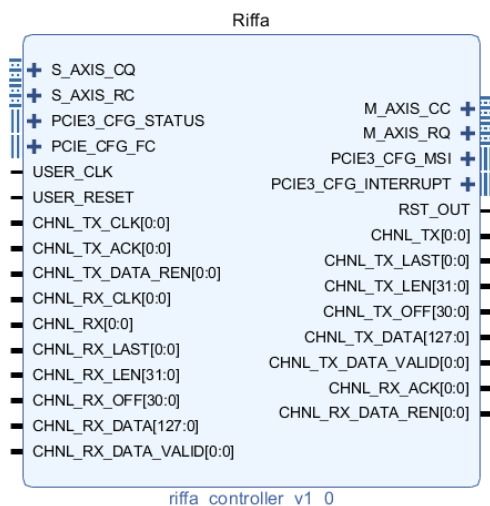 Riffa
S_AXIS_CQ
S_AXIS_RC
PCIE3_CFG_STATUS
PCIE_CFG_FC
USER_CLK
USER_RESET
CHNL_TX_CLK[0:0]
CHNL_TX_ACK[0:0]
CHNL_TX_DATA_REN[0:0]
CHNL_RX_CLK[0:0]
CHNL_RX[0:0]
CHNL_RX_LAST[0:0]
CHNL_RX_LEN[31:0]
CHNL_RX_OFF[30:0]
CHNL_RX_DATA[127:0]
CHNL_RX_DATA_VALID[0:0]
M_AXIS_CC
M_AXIS_RQ
PCIE3_CFG_MSI
PCIE3_CFG_INTERRUPT
RST_OUT
CHNL_TX[0:0]
CHNL_TX_LAST[0:0]
CHNL_TX_LEN[31:0]
CHNL_TX_OFF[30:0]
CHNL_TX_DATA[127:0]
CHNL_TX_DATA_VALID[0:0]
CHNL_RX_ACK[0:0]
CHNL_RX_DATA_REN[0:0]
riffa_controller_v1_0